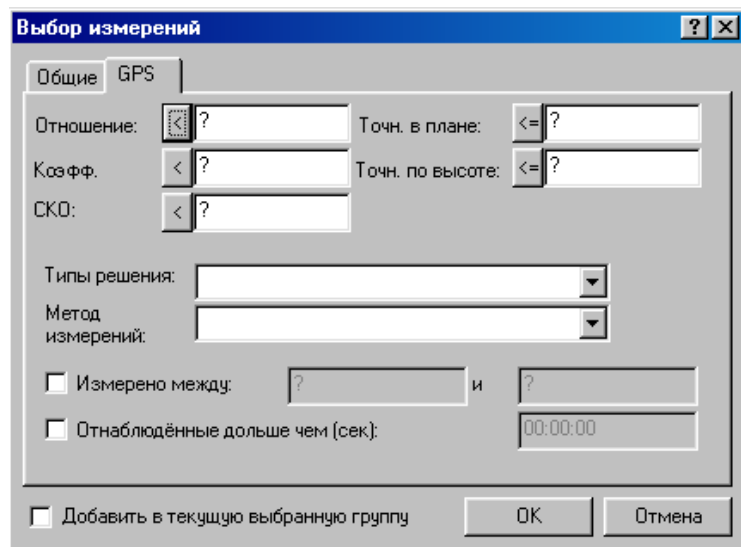 Выбор измерений ? X
Общие GPS
Отношение: < ? Точн. в плане: <= ?
Коэфф. < ? Точн. по высоте: <= ?
СКО: < ?
Типы решения:
Метод
измерений:
Измерено между: ? и ?
Отнаблюдённые дольше чем (сек): 00:00:00
Добавить в текущую выбранную группу OK Отмена